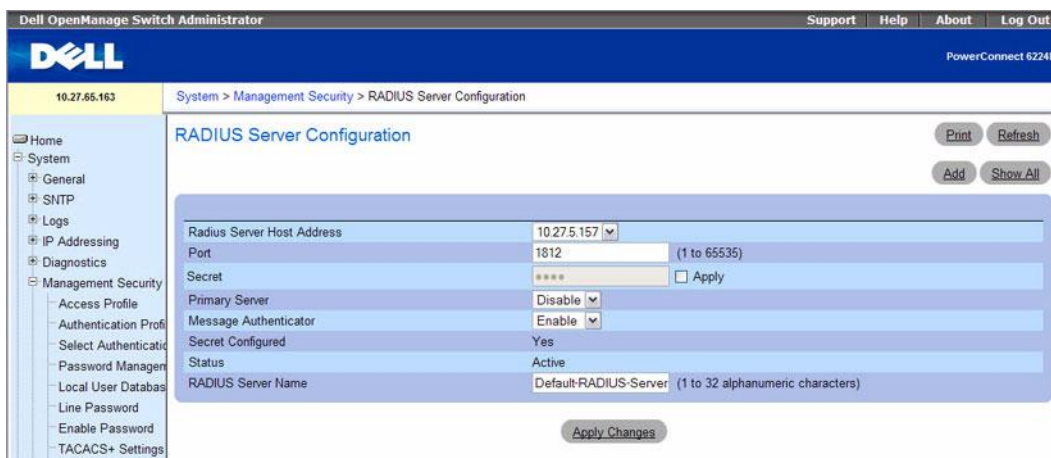 Dell OpenManage Switch Administrator
Support Help About Log Out
DELL
PowerConnect 6224
10.27.65.163
System > Management Security > RADIUS Server Configuration
Home
System
General
SNTP
Logs
IP Addressing
Diagnostics
Management Security
Access Profile
Authentication Profi
Select Authenticatio
Password Managem
Local User Databas
Line Password
Enable Password
TACACS+ Settings
RADIUS Server Configuration
Print Refresh
Add Show All
Radius Server Host Address 10.27.5.157
Port 1812 (1 to 65535)
Secret •••• Apply
Primary Server Disable
Message Authenticator Enable
Secret Configured Yes
Status Active
RADIUS Server Name Default-RADIUS-Server (1 to 32 alphanumeric characters)
Apply Changes